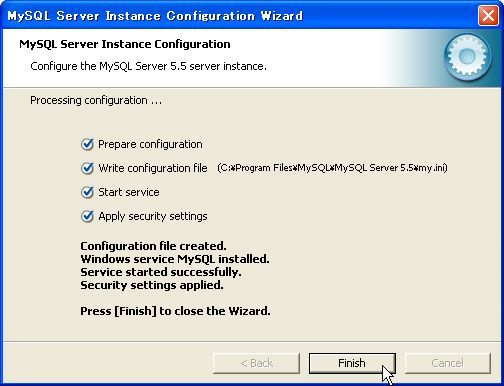 MySQL Server Instance Configuration Wizard
MySQL Server Instance Configuration
Configure the MySQL Server 5.5 server instance.
Processing configuration ...
Prepare configuration
Write configuration file (C:¥Program Files¥MySQL¥MySQL Server 5.5¥my.ini)
Start service
Apply security settings
Configuration file created.
Windows service MySQL installed.
Service started successfully.
Security settings applied.
Press [Finish] to close the Wizard.
< Back Finish Cancel